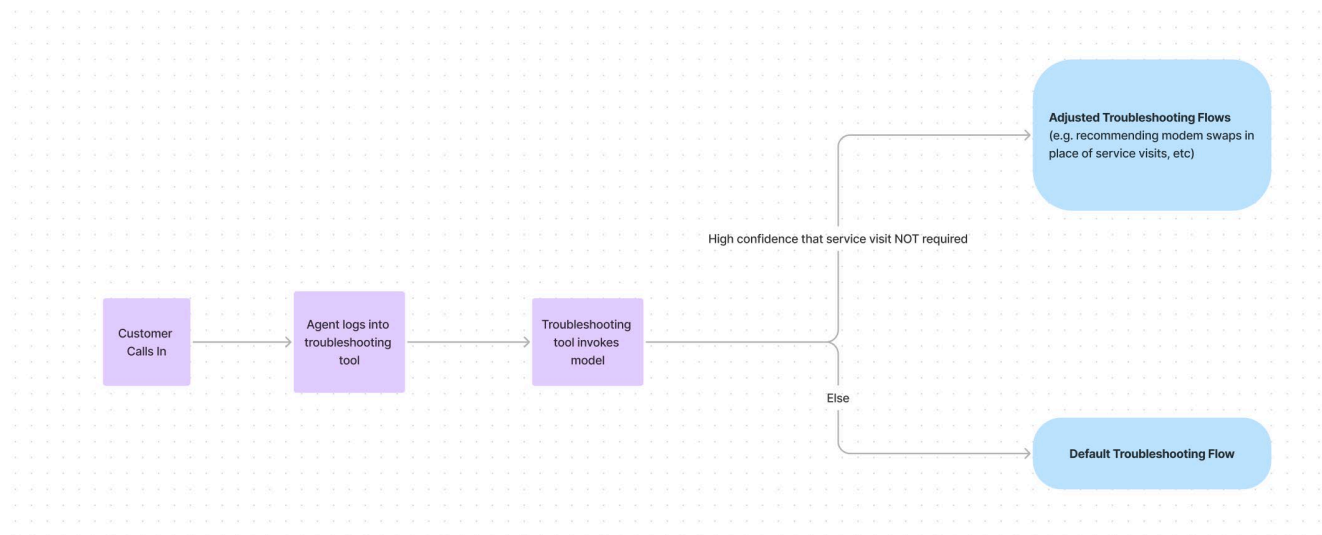 Customer
Calls In
Agent logs into
troubleshooting
tool
Troubleshooting
tool invokes
model
High confidence that service visit NOT required
Adjusted Troubleshooting Flows
(e.g. recommending modem swaps in
place of service visits, etc)
Else
Default Troubleshooting Flow